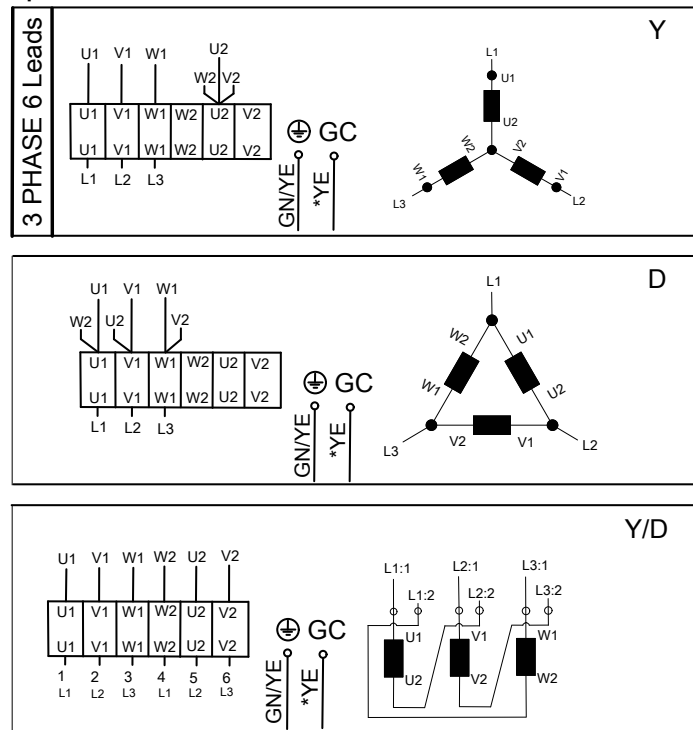 3 PHASE 6 Leads
Y
U1 V1 W1 U2
W2 V2
U1 V1 W1 W2 U2 V2
U1 V1 W1 W2 U2 V2
L1 L2 L3
GC
GN/YE
*YE
L1
U1
U2
W2 V2
W1 V1
L3 L2
D
U1 V1 W1
W2 U2 V2
U1 V1 W1 W2 U2 V2
U1 V1 W1 W2 U2 V2
L1 L2 L3
GC
GN/YE
*YE
L1
W2 U1
W1 U2
V2 V1
L3 L2
Y/D
U1 V1 W1 W2 U2 V2
U1 V1 W1 W2 U2 V2
U1 V1 W1 W2 U2 V2
1 2 3 4 5 6
L1 L2 L3 L1 L2 L3
GC
GN/YE
*YE
L1:1 L2:1 L3:1
L1:2 L2:2 L3:2
U1 V1 W1
U2 V2 W2